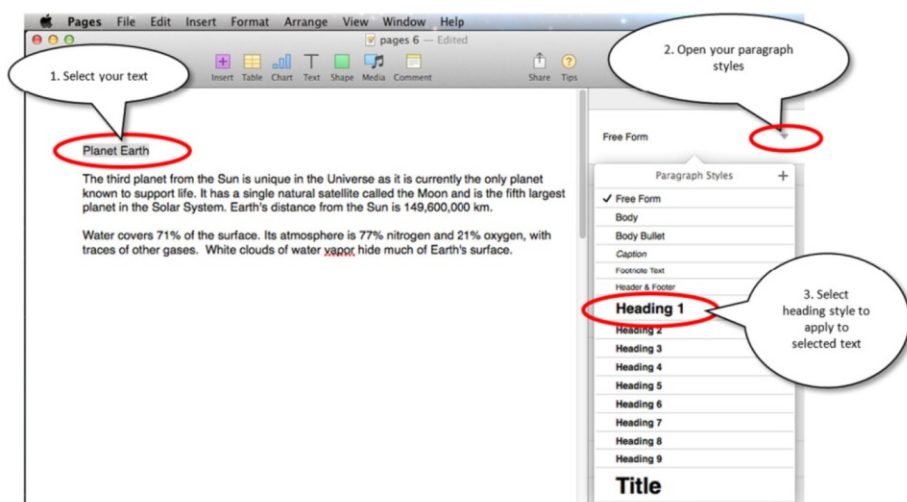 Pages File Edit Insert Format Arrange View Window Help
pages 6 — Edited
1. Select your text
2. Open your paragraph
styles
Insert Table Chart Text Shape Media Comment
Share Tips
Planet Earth
The third planet from the Sun is unique in the Universe as it is currently the only planet
known to support life. It has a single natural satellite called the Moon and is the fifth largest
planet in the Solar System. Earth's distance from the Sun is 149,600,000 km.
Water covers 71% of the surface. Its atmosphere is 77% nitrogen and 21% oxygen, with
traces of other gases. White clouds of water vapor hide much of Earth's surface.
Free Form
Paragraph Styles +
✓ Free Form
Body
Body Bullet
Caption
Footnote Text
Header & Footer
Heading 1
Heading 2
Heading 3
Heading 4
Heading 5
Heading 6
Heading 7
Heading 8
Heading 9
Title
3. Select
heading style to
apply to
selected text